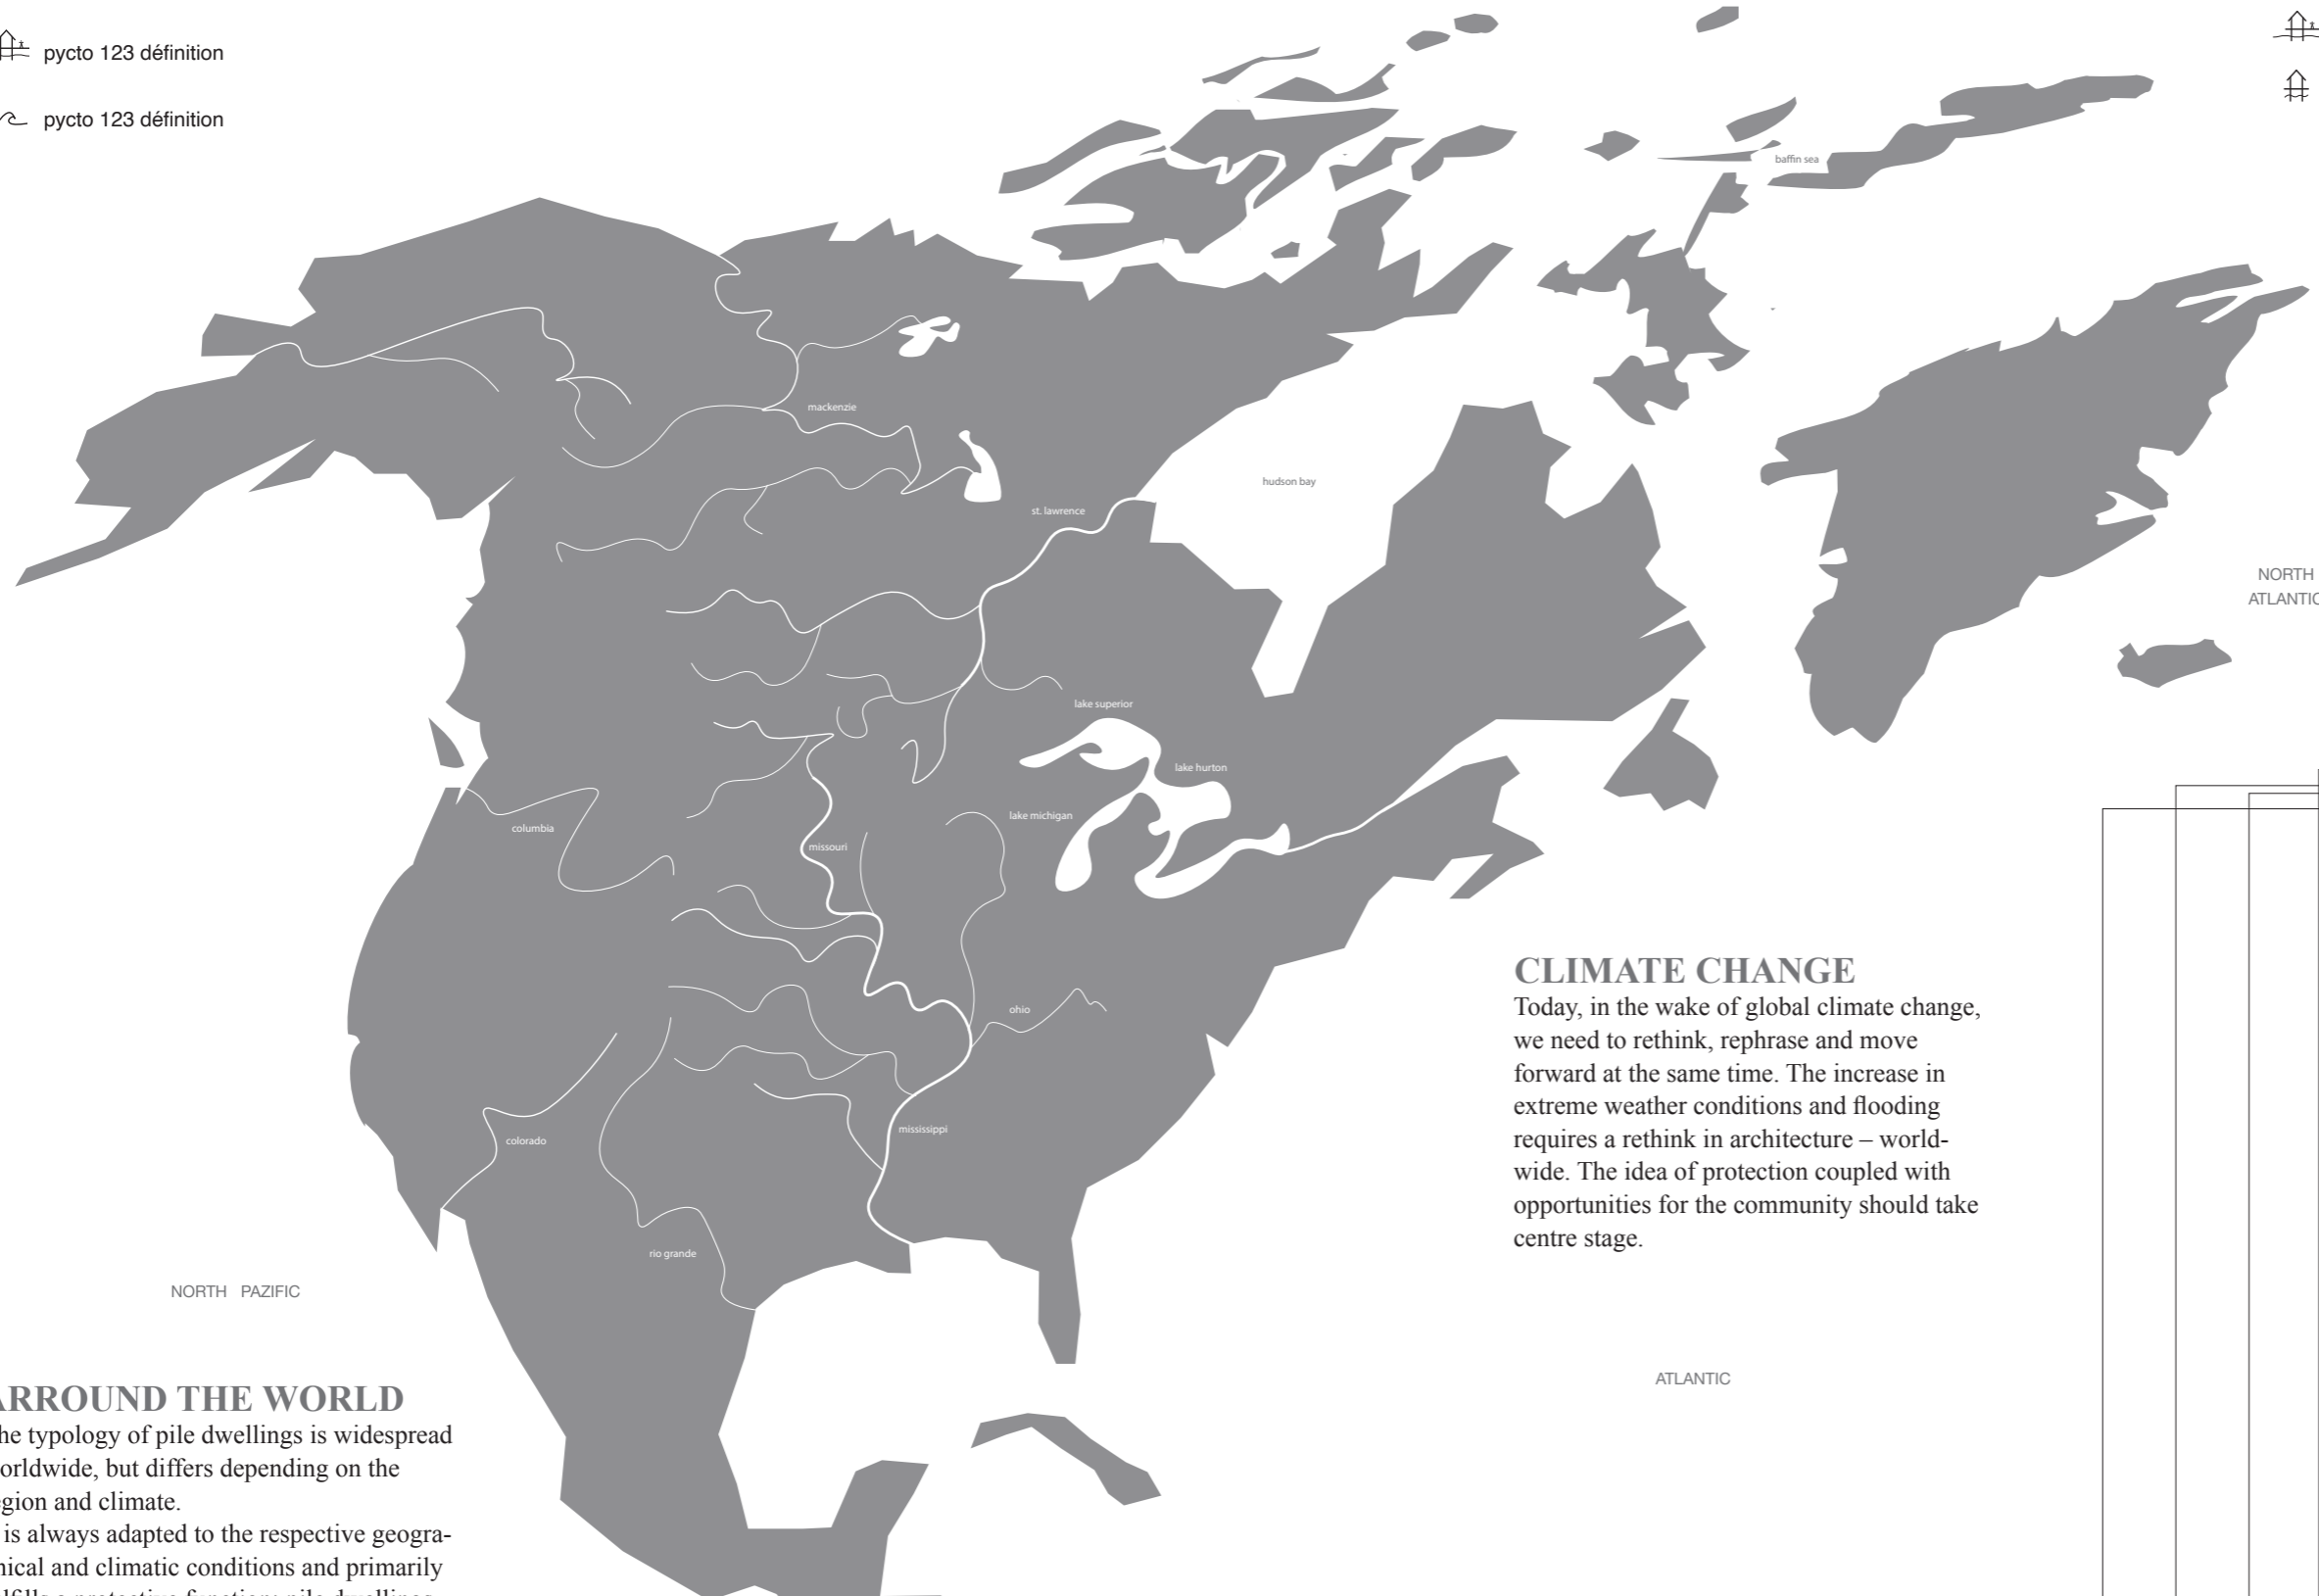 pycto 123 définition
pycto 123 définition
baffin sea
mackenzie
hudson bay
st. lawrence
NORTH
ATLANTIC
lake superior
lake hurton
lake michigan
columbia
missouri
ohio
mississippi
colorado
rio grande
NORTH PAZIFIC
CLIMATE CHANGE
Today, in the wake of global climate change,
we need to rethink, rephrase and move
forward at the same time. The increase in
extreme weather conditions and flooding
requires a rethink in architecture – world-
wide. The idea of protection coupled with
opportunities for the community should take
centre stage.
ATLANTIC
ARROUND THE WORLD
he typology of pile dwellings is widespread
orldwide, but differs depending on the
egion and climate.
is always adapted to the respective geogra-
hical and climatic conditions and primarily